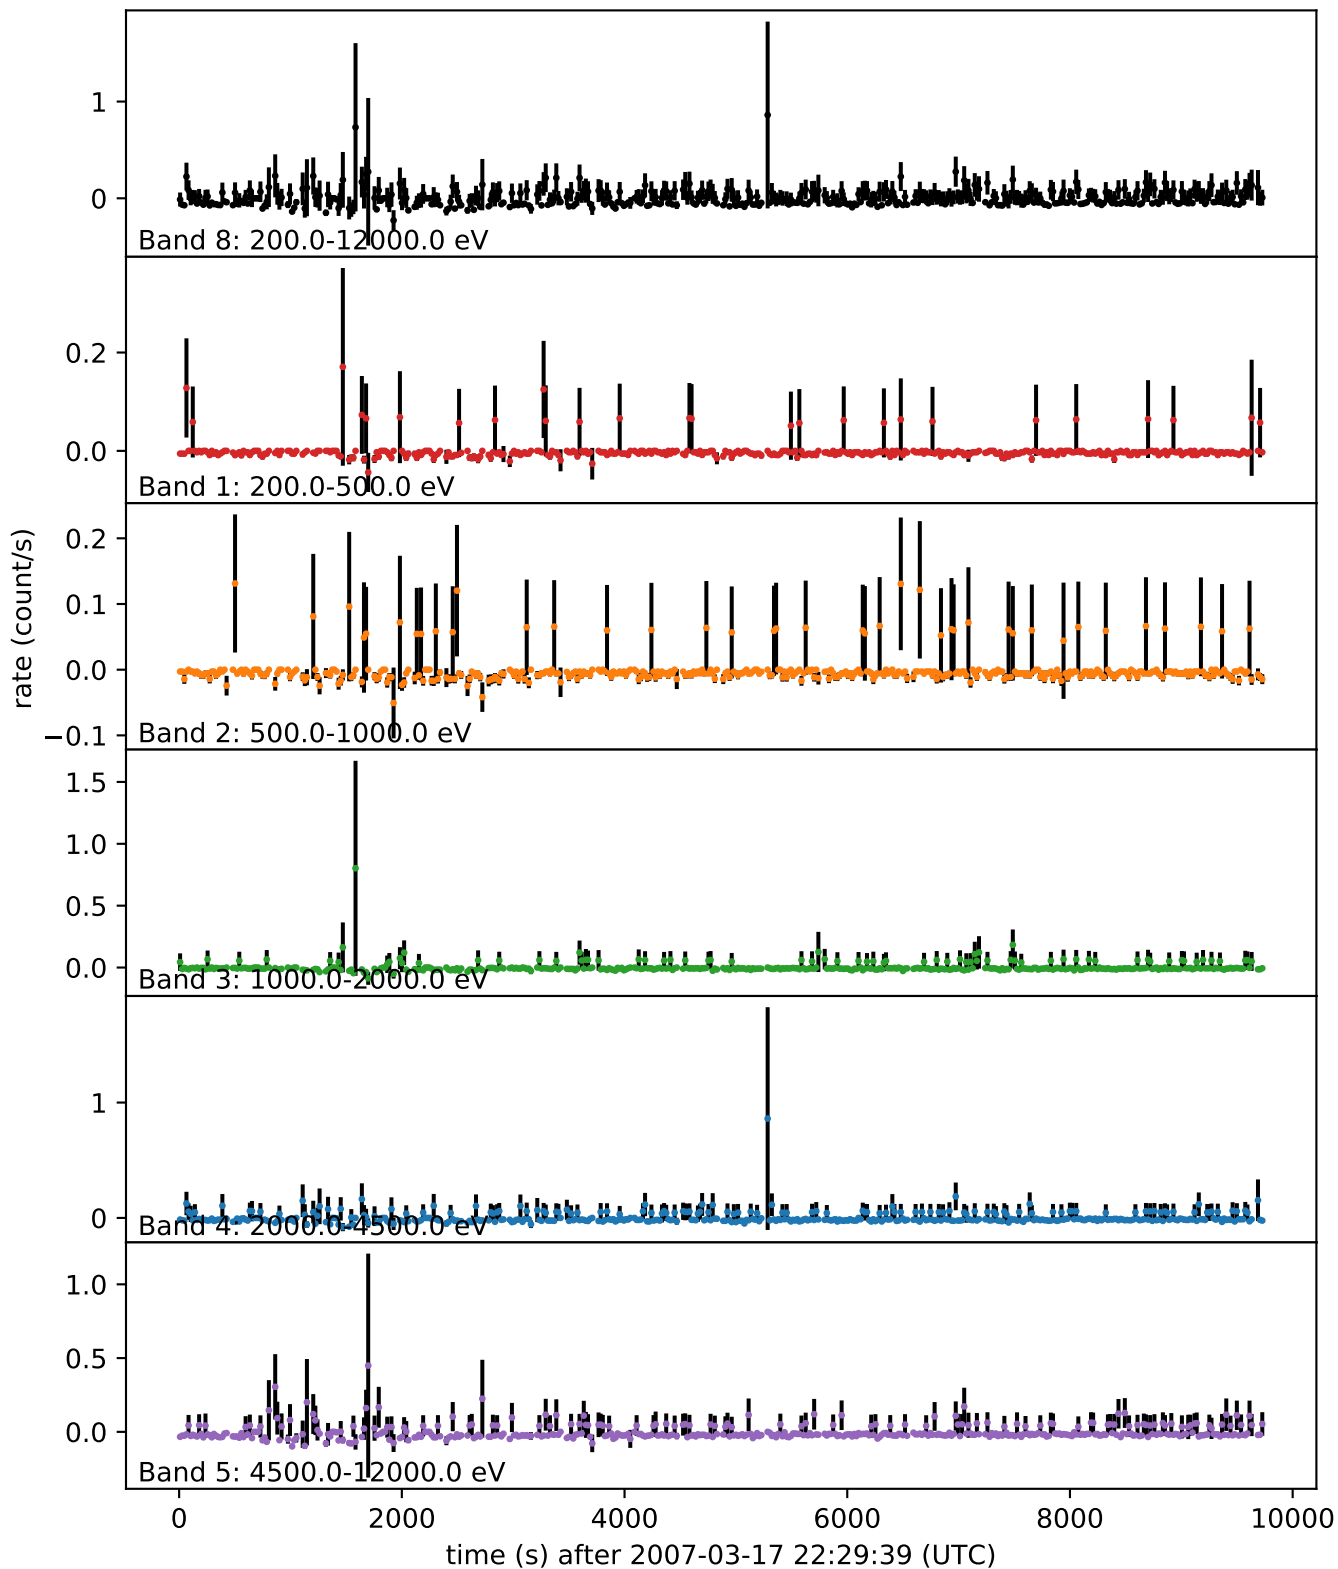 1
0
Band 8: 200.0-12000.0 eV
0.2
0.0
Band 1: 200.0-500.0 eV
rate (count/s)
0.2
0.1
0.0
−0.1
Band 2: 500.0-1000.0 eV
1.5
1.0
0.5
0.0
Band 3: 1000.0-2000.0 eV
1
0
Band 4: 2000.0-4500.0 eV
1.0
0.5
0.0
Band 5: 4500.0-12000.0 eV
0 2000 4000 6000 8000 10000
time (s) after 2007-03-17 22:29:39 (UTC)